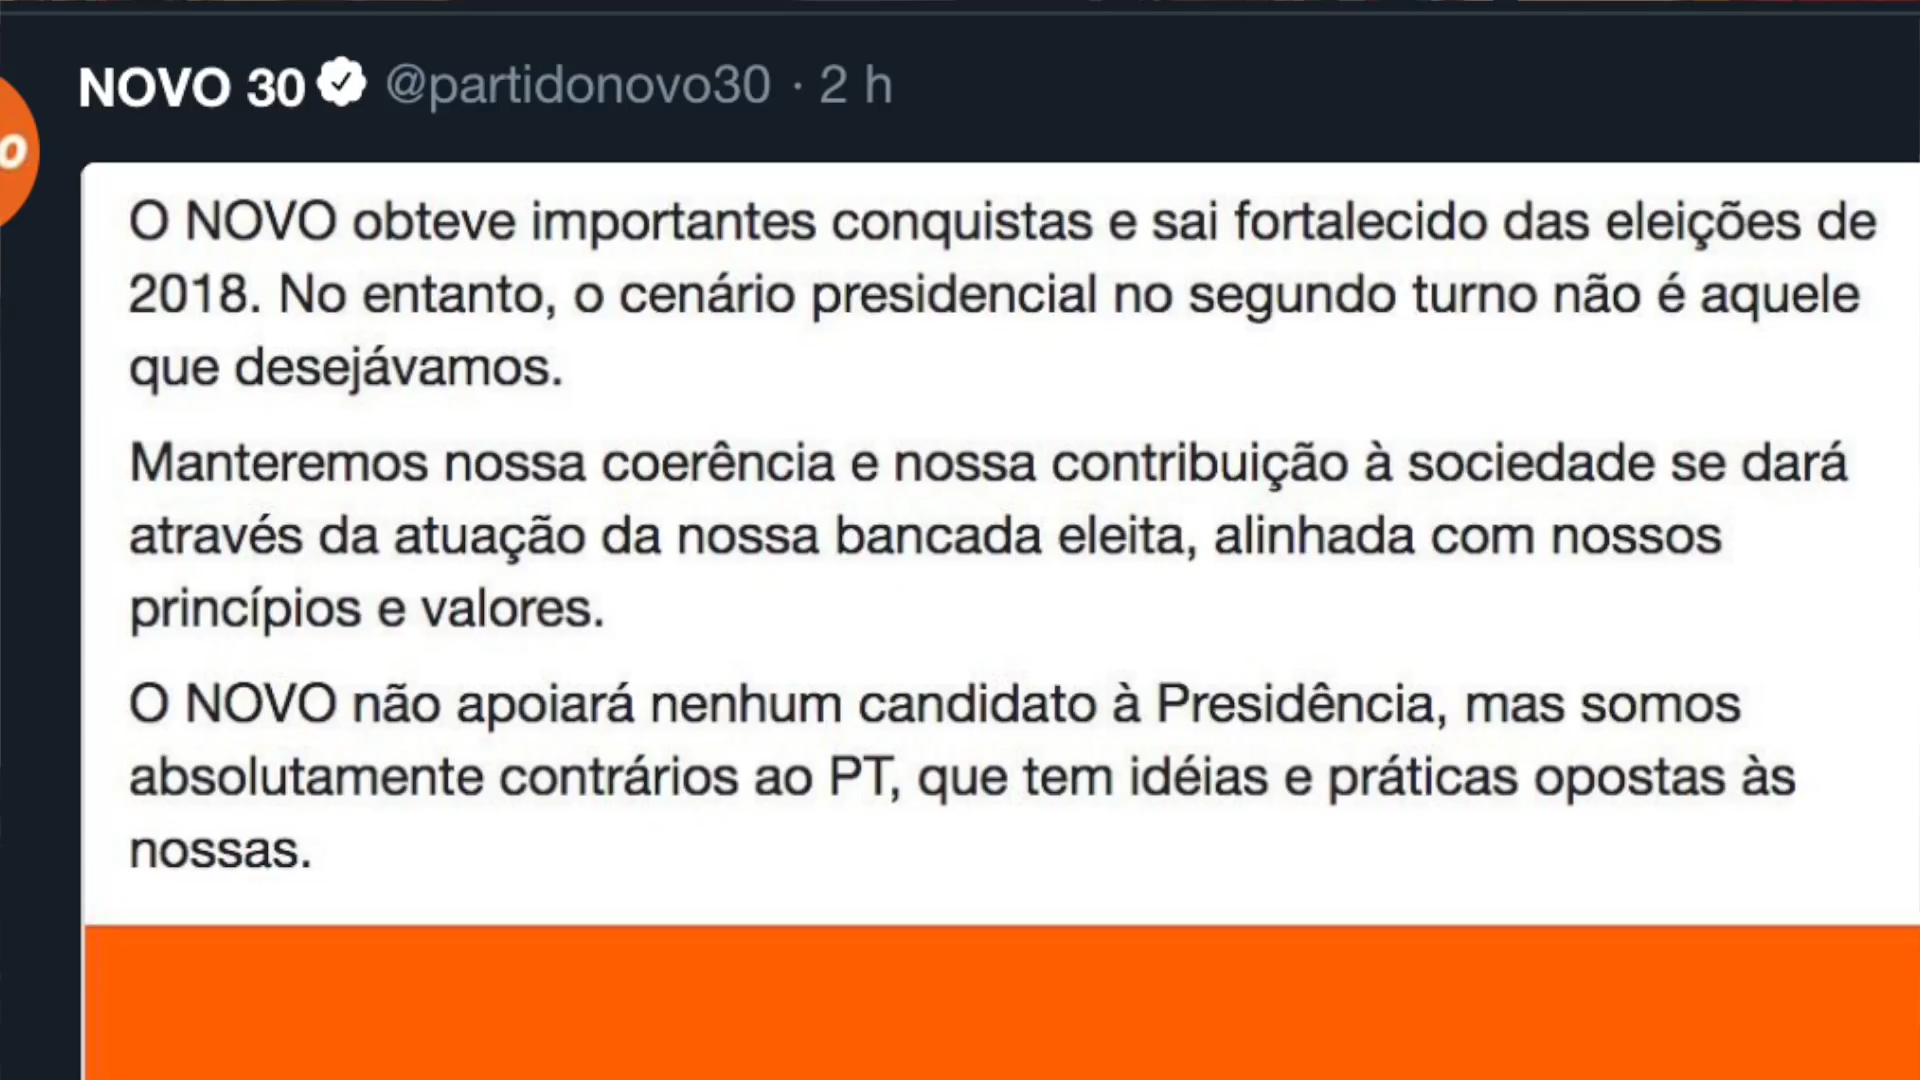 NOVO 30 @partidonovo30 · 2 h
O NOVO obteve importantes conquistas e sai fortalecido das eleições de
2018. No entanto, o cenário presidencial no segundo turno não é aquele
que desejávamos.
Manteremos nossa coerência e nossa contribuição à sociedade se dará
através da atuação da nossa bancada eleita, alinhada com nossos
princípios e valores.
O NOVO não apoiará nenhum candidato à Presidência, mas somos
absolutamente contrários ao PT, que tem idéias e práticas opostas às
nossas.